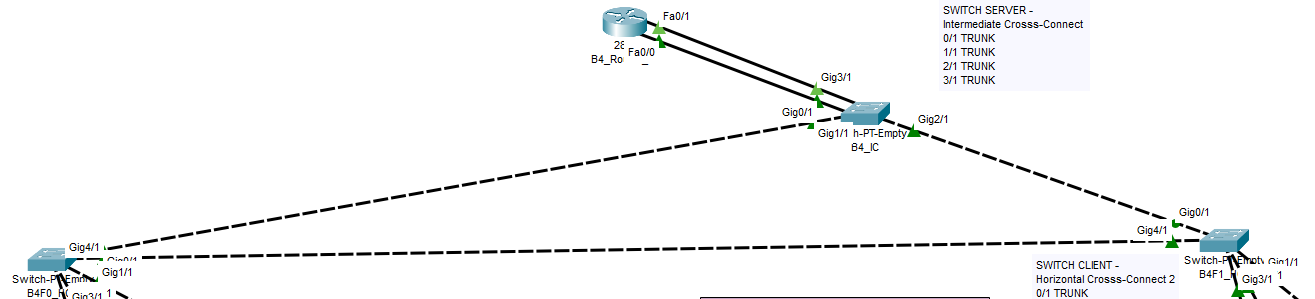 SWITCH SERVER -
Intermediate Crosss-Connect
0/1 TRUNK
1/1 TRUNK
2/1 TRUNK
3/1 TRUNK
Fa0/1
28
Fa0/0
B4_Ro
Gig3/1
Gig0/1
Gig1/1
h-PT-Empty
B4_IC
Gig2/1
Gig0/1
Gig4/1
Gig4/1
Gig1/1
Switch-PT-Empty
B4F0_
Gig3/1
1
SWITCH CLIENT -
Horizontal Crosss-Connect 2
0/1 TRUNK
Switch-PT-Empty
Gig1/1
B4F1_
Gig3/1
1